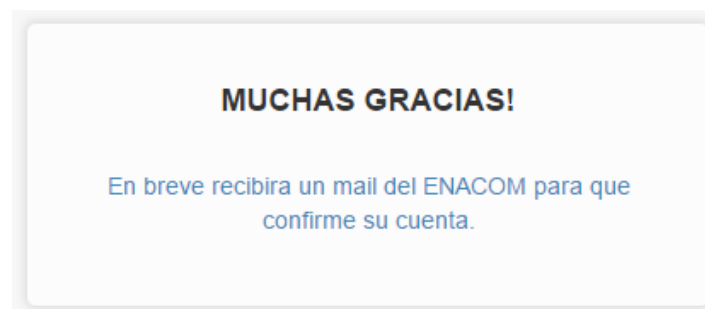 MUCHAS GRACIAS!
En breve recibira un mail del ENACOM para que
confirme su cuenta.